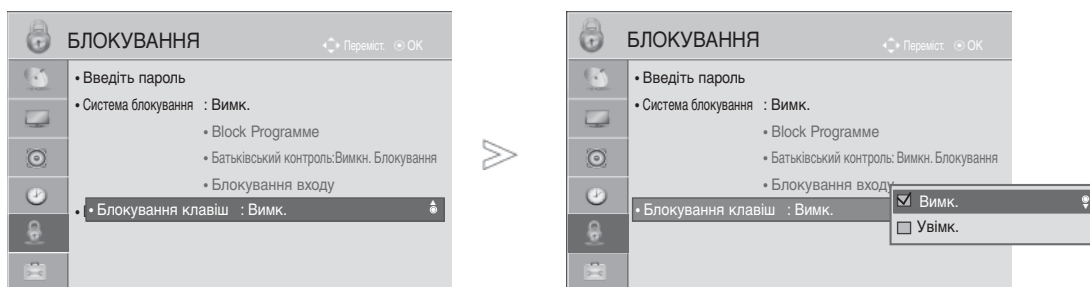 БЛОКУВАННЯ
Переміст. OK
• Введіть пароль
• Система блокування : Вимк.
• Block Programme
• Батьківський контроль:Вимкн. Блокування
• Блокування входу
• Блокування клавіш : Вимк.
БЛОКУВАННЯ
Переміст. OK
• Введіть пароль
• Система блокування : Вимк.
• Block Programme
• Батьківський контроль: Вимкн. Блокування
• Блокування входу
• Блокування клавіш : Вимк.
Вимк.
Увімк.